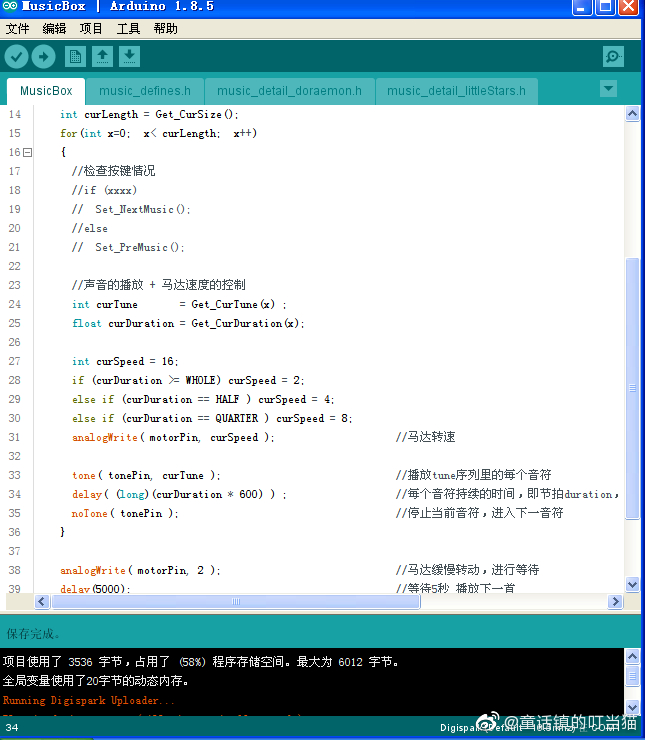 MusicBox | Arduino 1.8.5
文件 编辑 项目 工具 帮助
MusicBox music_defines.h music_detail_doraemon.h music_detail_littleStars.h
14 int curLength = Get_CurSize();
15 for(int x=0; x< curLength; x++)
16 {
17 //检查按键情况
18 //if (xxxx)
19 // Set_NextMusic();
20 //else
21 // Set_PreMusic();
22
23 //声音的播放 + 马达速度的控制
24 int curTune = Get_CurTune(x) ;
25 float curDuration = Get_CurDuration(x);
26
27 int curSpeed = 16;
28 if (curDuration >= WHOLE) curSpeed = 2;
29 else if (curDuration == HALF ) curSpeed = 4;
30 else if (curDuration == QUARTER ) curSpeed = 8;
31 analogWrite( motorPin, curSpeed ); //马达转速
32
33 tone( tonePin, curTune ); //播放tune序列里的每个音符
34 delay( (long)(curDuration * 600) ) ; //每个音符持续的时间，即节拍duration，
35 noTone( tonePin ); //停止当前音符，进入下一音符
36 }
37
38 analogWrite( motorPin, 2 ); //马达缓慢转动，进行等待
39 delay(5000); //等待5秒 播放下一首
保存完成。
项目使用了 3536 字节，占用了 (58%) 程序存储空间。最大为 6012 字节。
全局变量使用了20字节的动态内存。
Running Digispark Uploader...
34
@童话镇的叮当猫